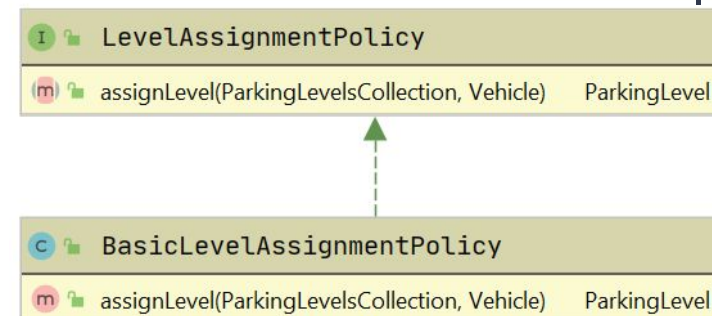 I LevelAssignmentPolicy
m assignLevel(ParkingLevelsCollection, Vehicle) ParkingLevel
C BasicLevelAssignmentPolicy
m assignLevel(ParkingLevelsCollection, Vehicle) ParkingLevel